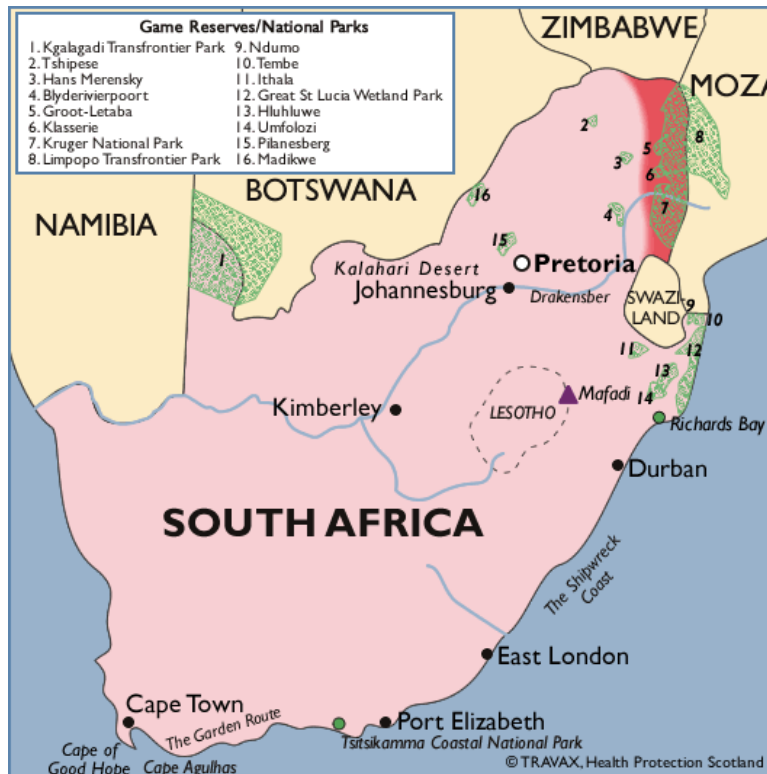 Game Reserves/National Parks
1. Kgalagadi Transfrontier Park
2. Tshipese
3. Hans Merensky
4. Blyderivierpoort
5. Groot-Letaba
6. Klasserie
7. Kruger National Park
8. Limpopo Transfrontier Park
9. Ndumo
10. Tembe
11. Ithala
12. Great St Lucia Wetland Park
13. Hluhluwe
14. Umfolozi
15. Pilanesberg
16. Madikwe
ZIMBABWE
MOZA
BOTSWANA
NAMIBIA
2
5
8
3
6
16
4
7
1
15
Pretoria
Kalahari Desert
Johannesburg
Drakensber
SWAZI-
LAND
9
10
11
12
13
14
Mafadi
Kimberley
LESOTHO
Richards Bay
Durban
SOUTH AFRICA
The Shipwreck
Coast
East London
Cape Town
The Garden Route
Port Elizabeth
Tsitsikamma Coastal National Park
Cape of
Good Hope
Cape Agulhas
© TRAVAX, Health Protection Scotland